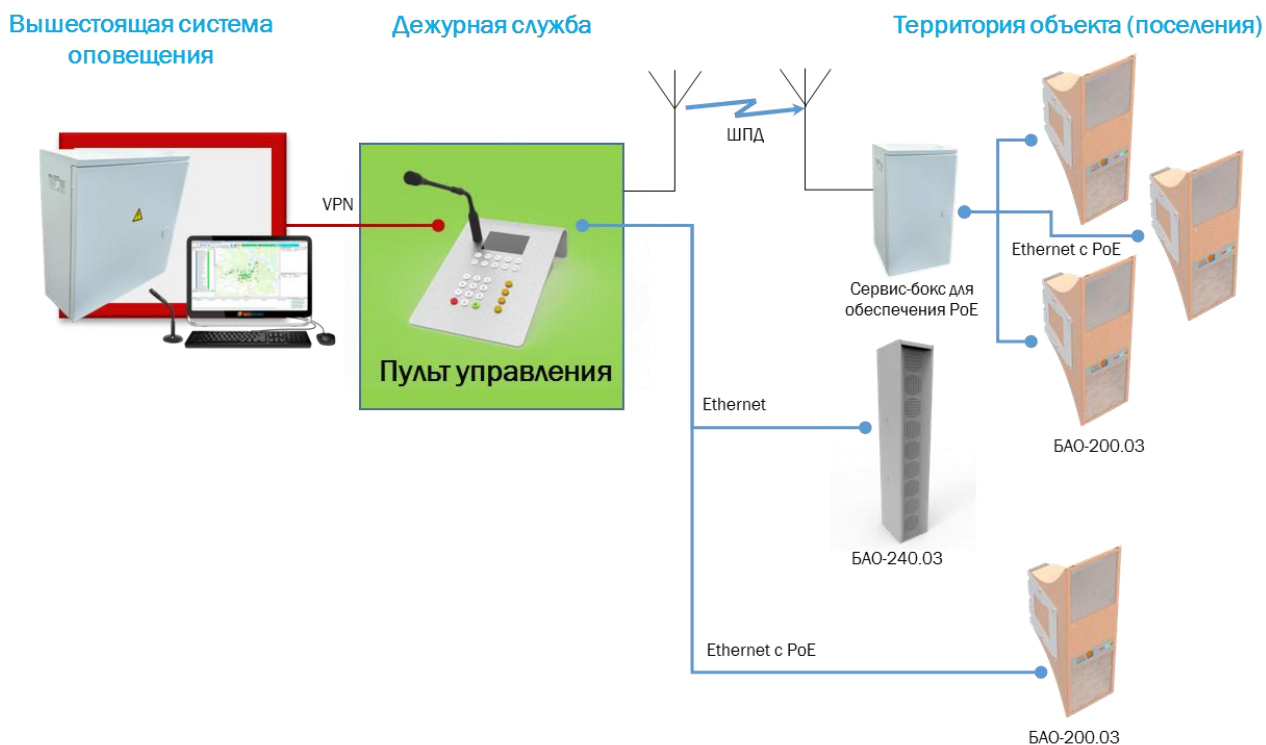 Вышестоящая система
оповещения
Дежурная служба
Территория объекта (поселения)
ШПД
VPN
Пульт управления
Ethernet с PoE
Сервис-бокс для
обеспечения PoE
БАО-200.03
Ethernet
БАО-240.03
Ethernet с PoE
БАО-200.03